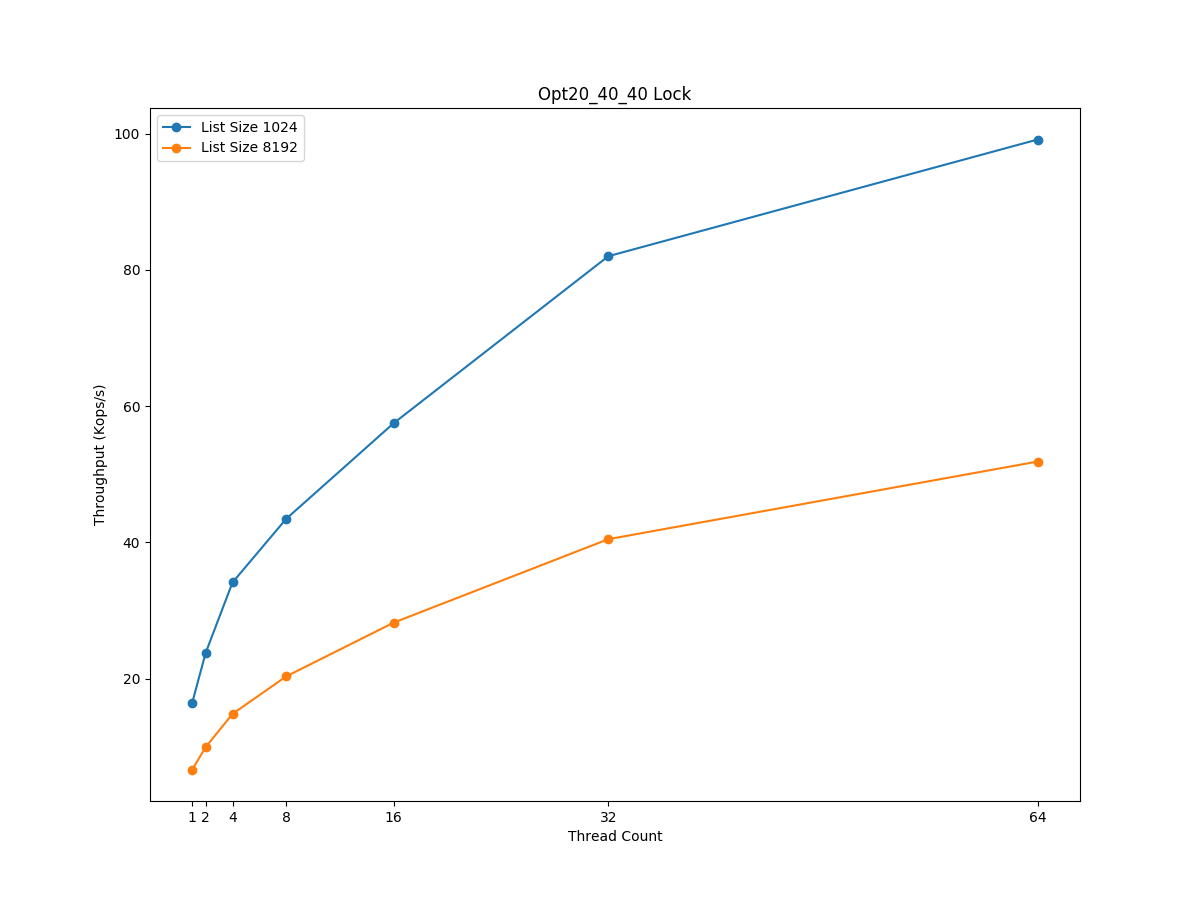 Opt20_40_40 Lock
List Size 1024
List Size 8192
100
80
60
40
20
Throughput (Kops/s)
1 2 4 8 16 32 64
Thread Count